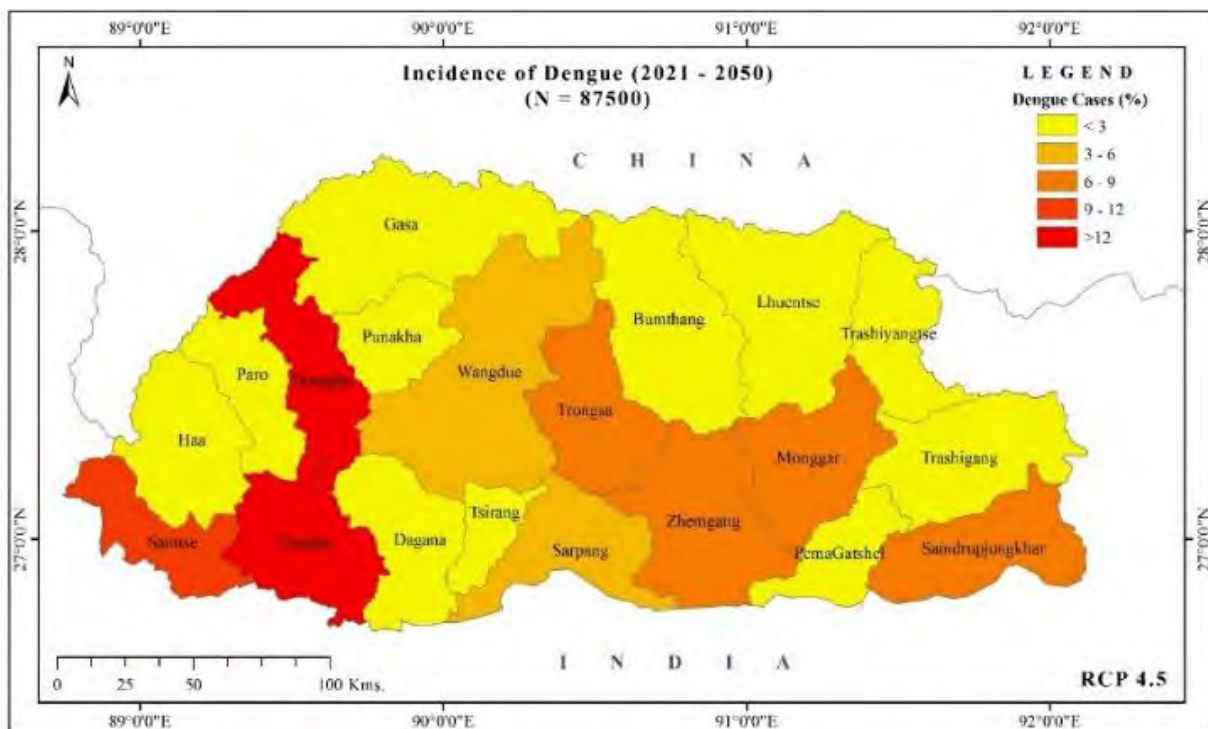 89°0'0"E 90°0'0"E 91°0'0"E 92°0'0"E
N
Incidence of Dengue (2021 - 2050)
(N = 87500)
L E G E N D
Dengue Cases (%)
< 3
3 - 6
6 - 9
9 - 12
>12
C H I N A
28°0'0"N
28°0'0"N
Gasa
Punakha
Paro
Haa
Wangdue
Trongsa
Bumthang
Lhuentse
Trashiyangtse
Monggar
Trashigang
Zhemgang
Tsirang
Dagana
Sarpang
PemaGatshel
Samdrupjongkhar
Samtse
27°0'0"N
27°0'0"N
I N D I A
0 25 50 100 Kms.
RCP 4.5
89°0'0"E 90°0'0"E 91°0'0"E 92°0'0"E